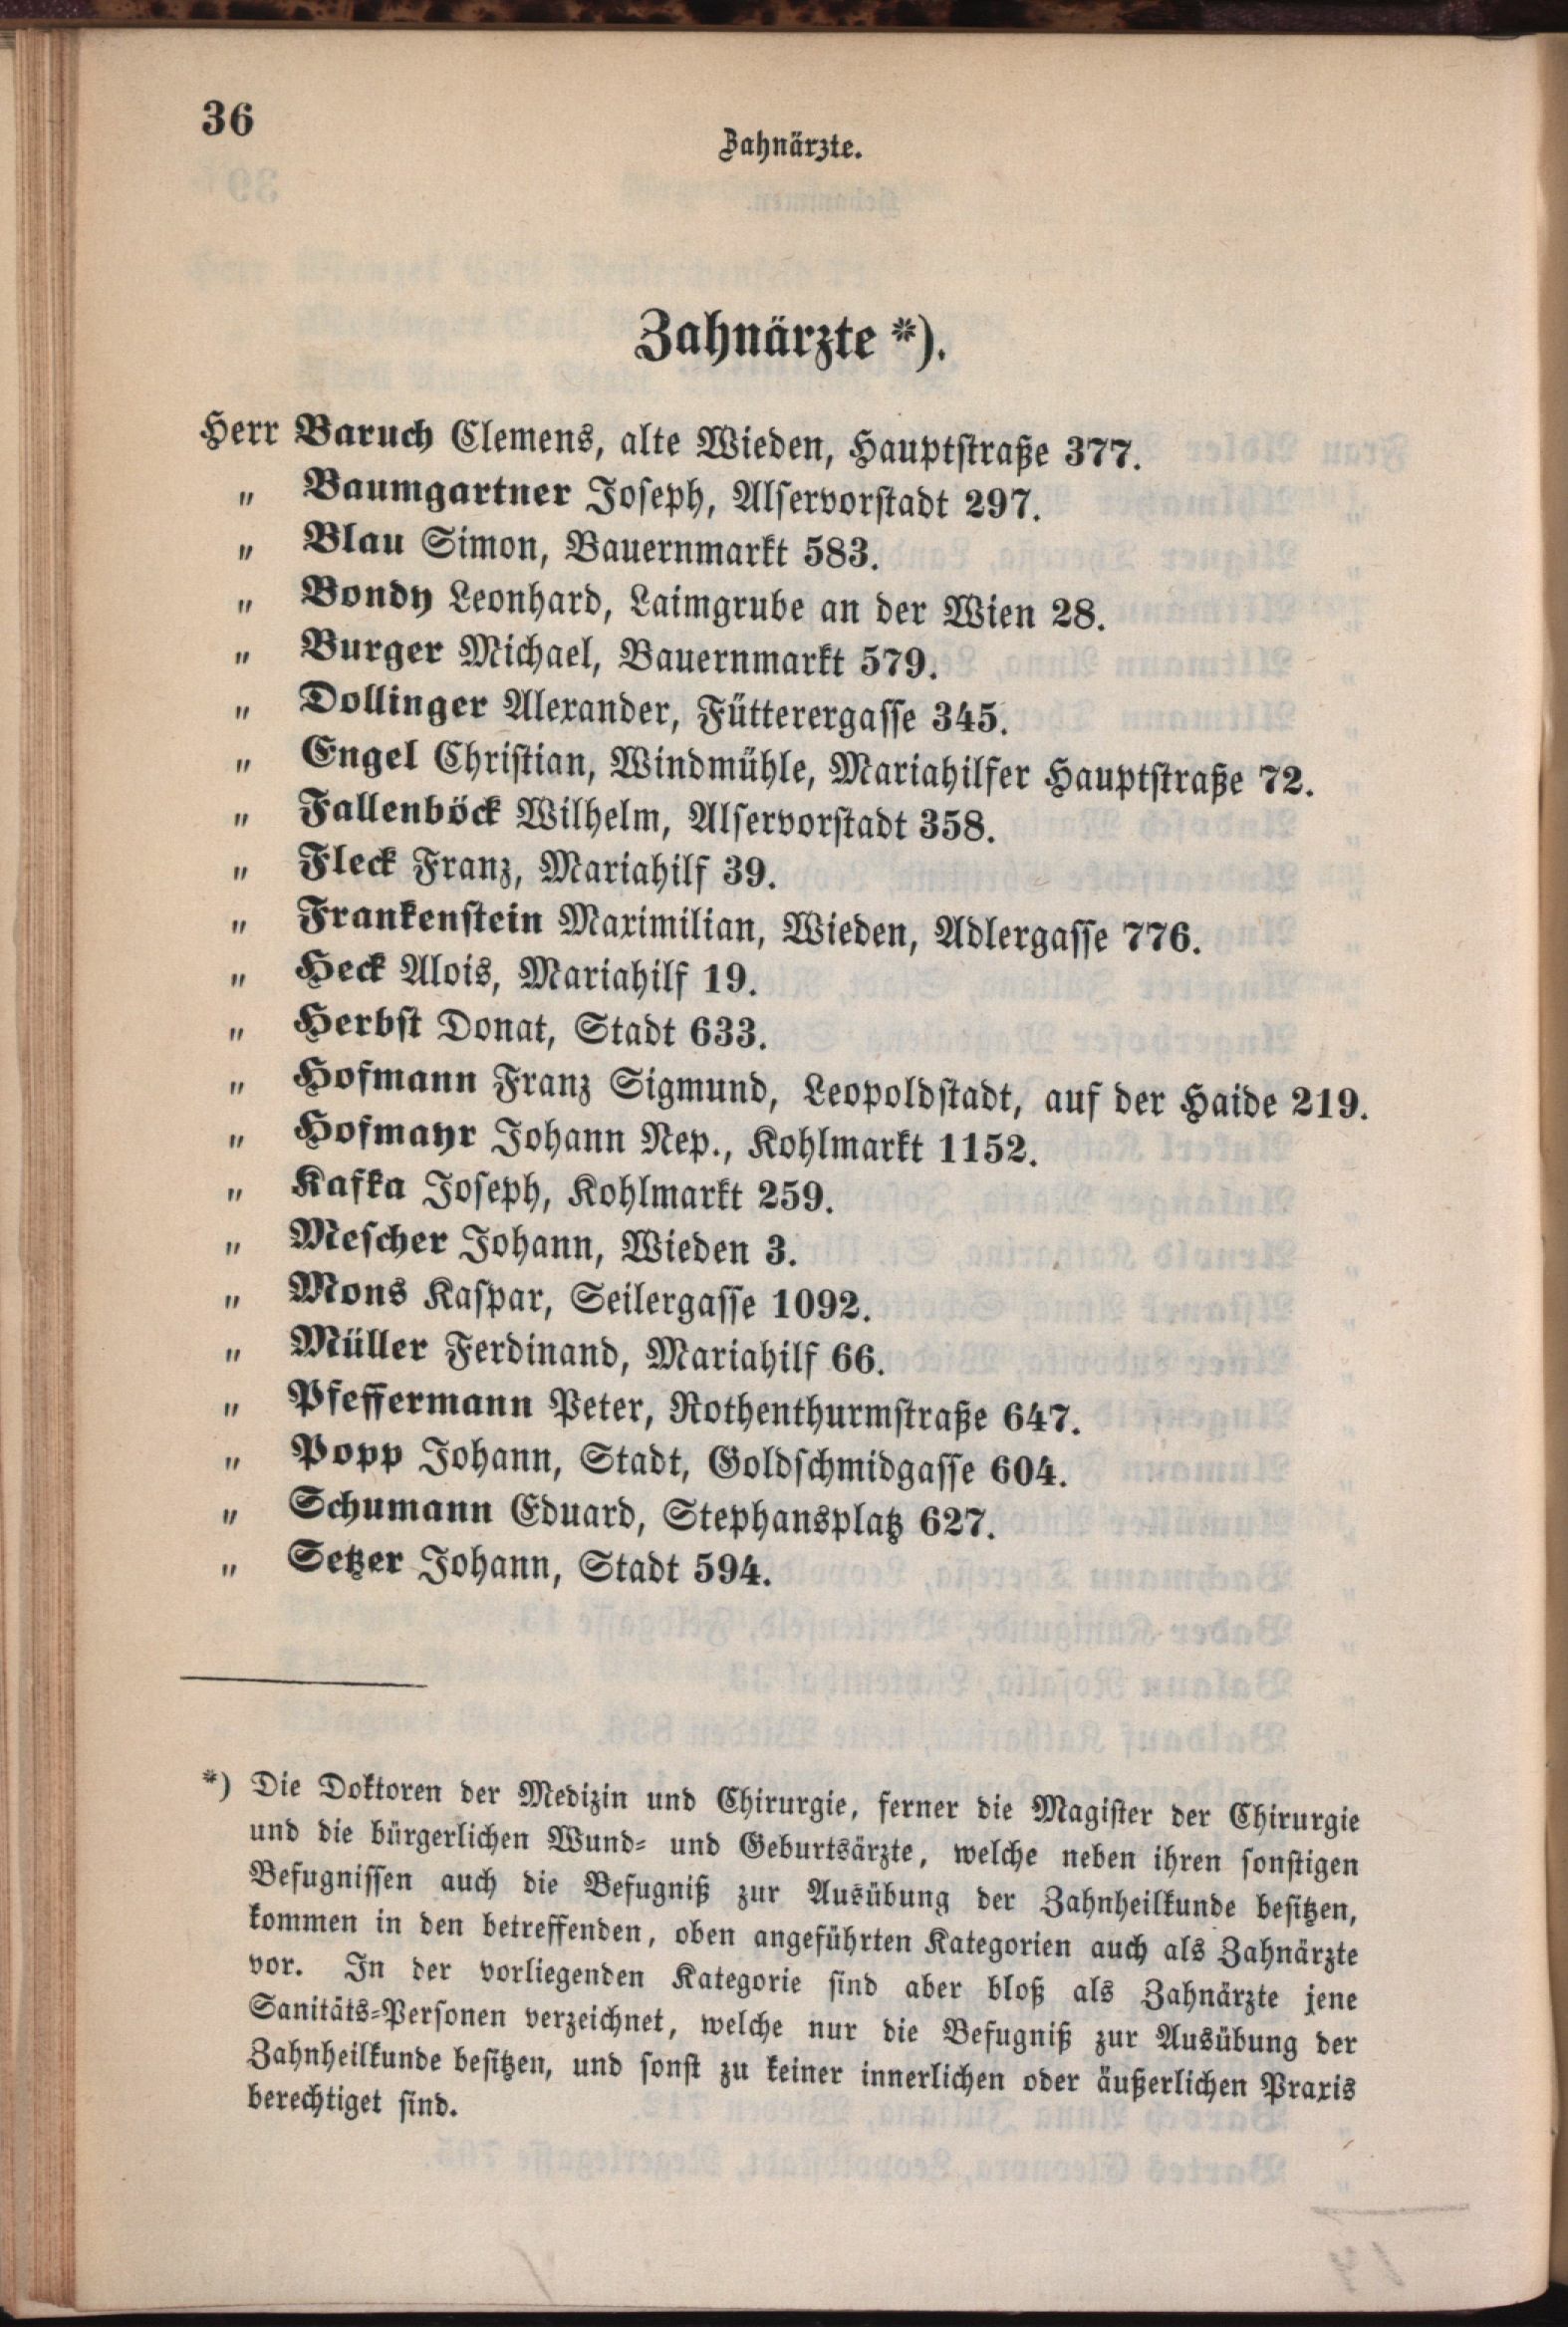 36
Zahnärzte.
Zahnärzte *).
Herr Baruch Clemens, alte Wieden, Hauptstraße 377.
„ Baumgartner Joseph, Alservorstadt 297.
„ Blau Simon, Bauernmarkt 583.
„ Bondy Leonhard, Laimgrube an der Wien 28.
„ Burger Michael, Bauernmarkt 579.
„ Dollinger Alexander, Fütterergasse 345.
„ Engel Christian, Windmühle, Mariahilfer Hauptstraße 72.
„ Fallenböck Wilhelm, Alservorstadt 358.
„ Fleck Franz, Mariahilf 39.
„ Frankenstein Maximilian, Wieden, Adlergasse 776.
„ Heck Alois, Mariahilf 19.
„ Herbst Donat, Stadt 633.
„ Hofmann Franz Sigmund, Leopoldstadt, auf der Haide 219.
„ Hofmayr Johann Nep., Kohlmarkt 1152.
„ Kafka Joseph, Kohlmarkt 259.
„ Mescher Johann, Wieden 3.
„ Mons Kaspar, Seilergasse 1092.
„ Müller Ferdinand, Mariahilf 66.
„ Pfeffermann Peter, Rothenthurmstraße 647.
„ Popp Johann, Stadt, Goldschmidgasse 604.
„ Schumann Eduard, Stephansplatz 627.
„ Setzer Johann, Stadt 594.
*) Die Doktoren der Medizin und Chirurgie, ferner die Magister der Chirurgie
und die bürgerlichen Wund- und Geburtsärzte, welche neben ihren sonstigen
Befugnissen auch die Befugniß zur Ausübung der Zahnheilkunde besitzen,
kommen in den betreffenden, oben angeführten Kategorien auch als Zahnärzte
vor. In der vorliegenden Kategorie sind aber bloß als Zahnärzte jene
Sanitäts-Personen verzeichnet, welche nur die Befugniß zur Ausübung der
Zahnheilkunde besitzen, und sonst zu keiner innerlichen oder äußerlichen Praxis
berechtiget sind.